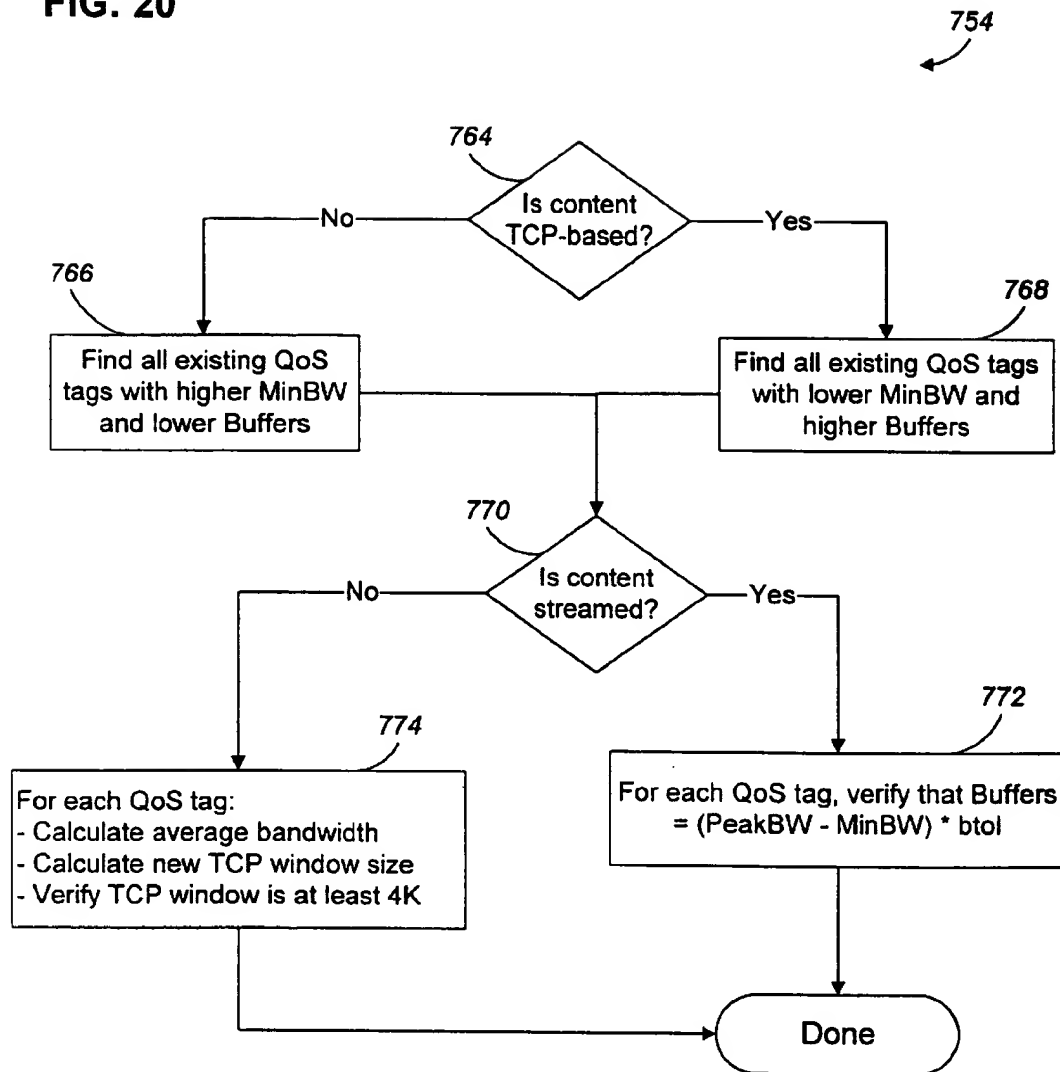 FIG. 20
754
764
Is content
TCP-based?
No
Yes
766
768
Find all existing QoS
tags with higher MinBW
and lower Buffers
Find all existing QoS tags
with lower MinBW and
higher Buffers
770
Is content
streamed?
No
Yes
774
772
For each QoS tag:
- Calculate average bandwidth
- Calculate new TCP window size
- Verify TCP window is at least 4K
For each QoS tag, verify that Buffers
= (PeakBW - MinBW) * btol
Done